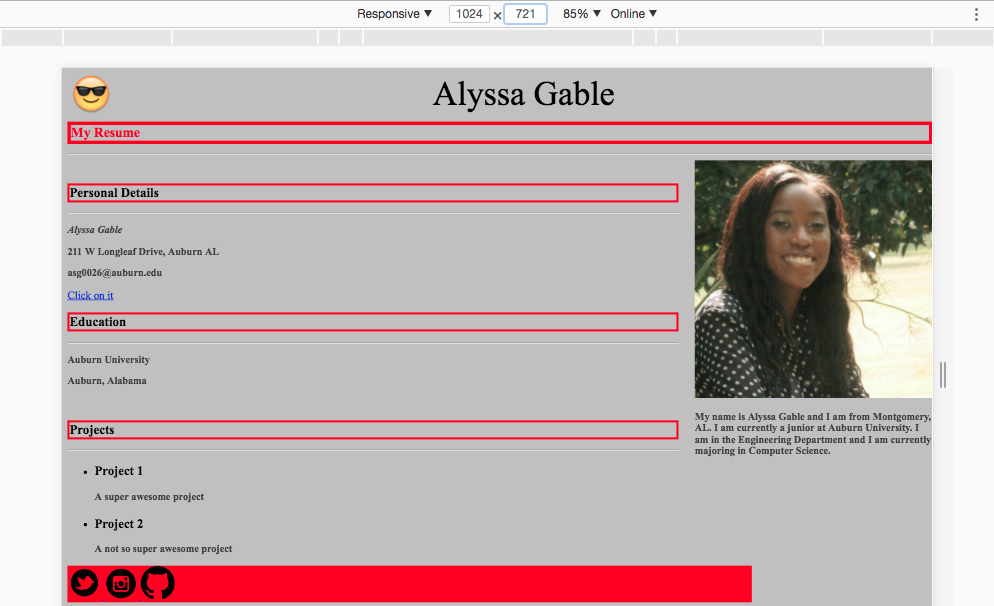 Responsive ▼ 1024 x 721 85% ▼ Online ▼
Alyssa Gable
My Resume
Personal Details
Alyssa Gable
211 W Longleaf Drive, Auburn AL
asg0026@auburn.edu
Click on it
Education
Auburn University
Auburn, Alabama
Projects
Project 1
A super awesome project
Project 2
A not so super awesome project
My name is Alyssa Gable and I am from Montgomery,
AL. I am currently a junior at Auburn University. I
am in the Engineering Department and I am currently
majoring in Computer Science.